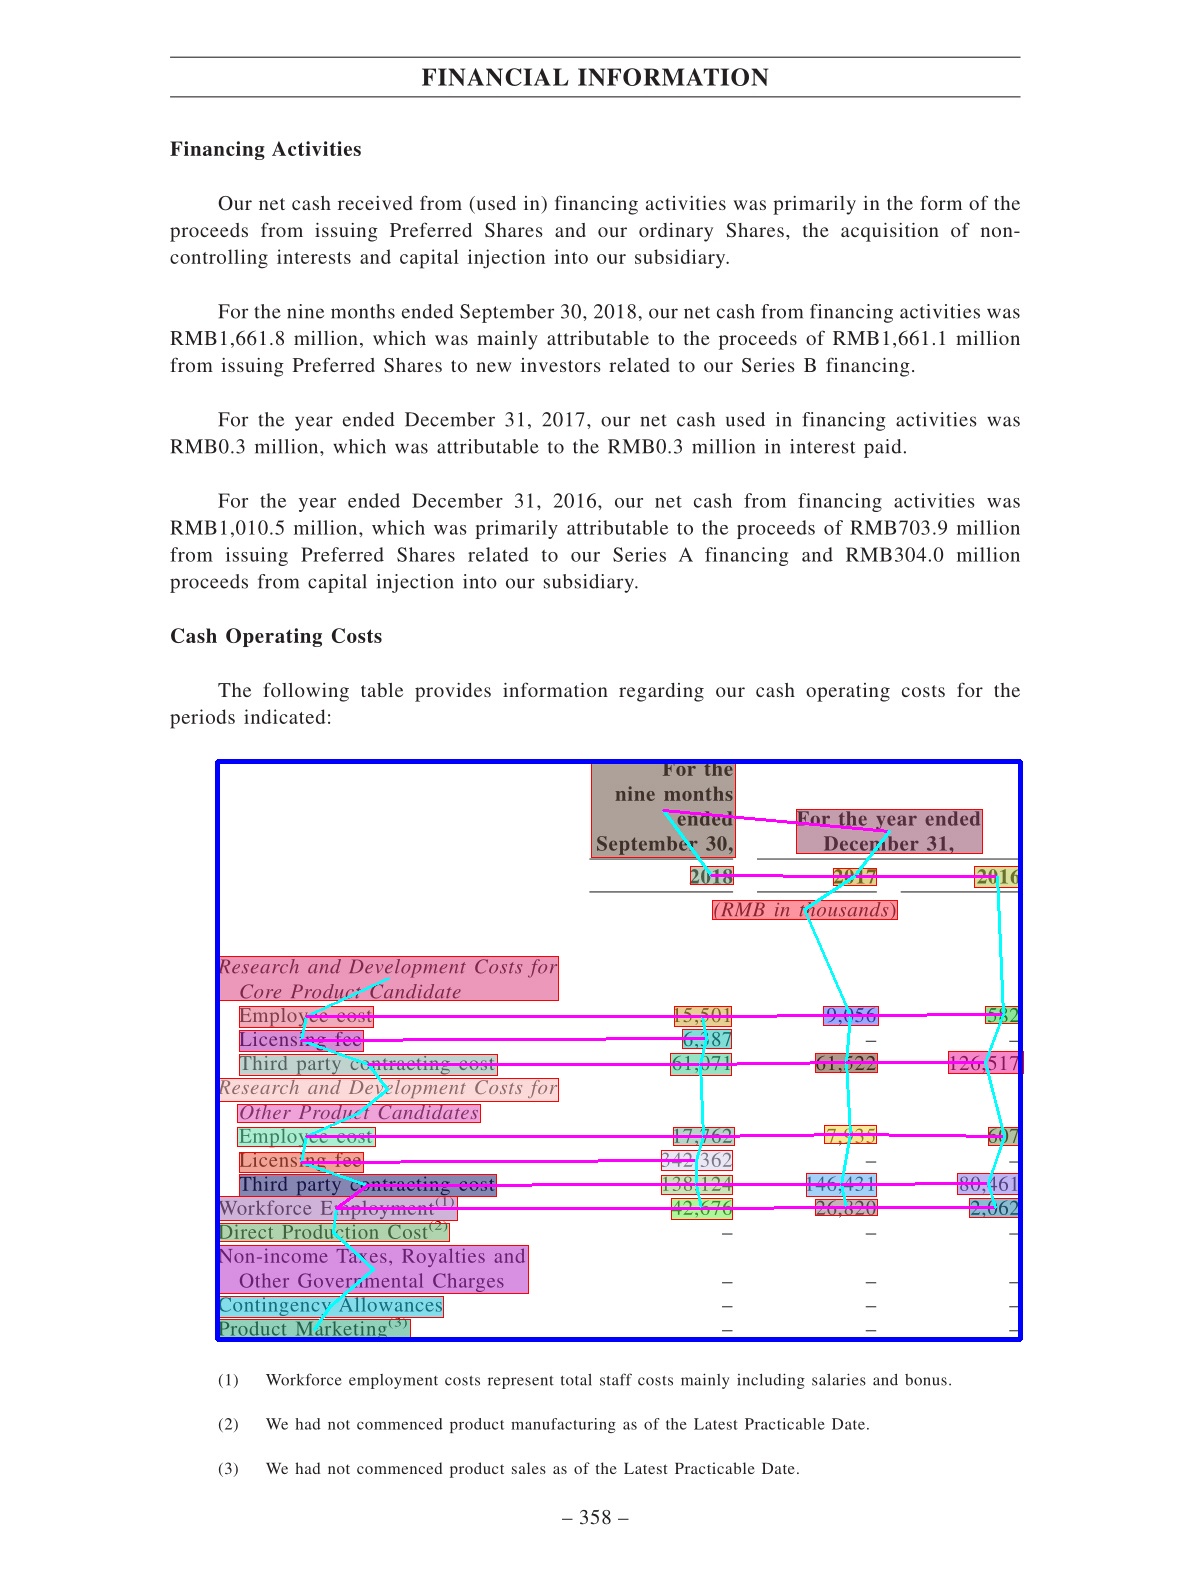 FINANCIAL INFORMATION
Financing Activities
Our net cash received from (used in) financing activities was primarily in the form of the
proceeds from issuing Preferred Shares and our ordinary Shares, the acquisition of non-
controlling interests and capital injection into our subsidiary.
For the nine months ended September 30, 2018, our net cash from financing activities was
RMB1,661.8 million, which was mainly attributable to the proceeds of RMB1,661.1 million
from issuing Preferred Shares to new investors related to our Series B financing.
For the year ended December 31, 2017, our net cash used in financing activities was
RMB0.3 million, which was attributable to the RMB0.3 million in interest paid.
For the year ended December 31, 2016, our net cash from financing activities was
RMB1,010.5 million, which was primarily attributable to the proceeds of RMB703.9 million
from issuing Preferred Shares related to our Series A financing and RMB304.0 million
proceeds from capital injection into our subsidiary.
Cash Operating Costs
The following table provides information regarding our cash operating costs for the
periods indicated:
For the
nine months
ended For the year ended
September 30, December 31,
2018 2017 2016
(RMB in thousands)
Research and Development Costs for
Core Product Candidate
Employee cost 15,501 9,056 582
Licensing fee 6,387 – –
Third party contracting cost 61,071 61,522 126,517
Research and Development Costs for
Other Product Candidates
Employee cost 17,762 7,935 607
Licensing fee 342,362 – –
Third party contracting cost 138,124 146,431 80,461
Workforce Employment(1) 42,676 26,820 2,062
Direct Production Cost(2) – – –
Non-income Taxes, Royalties and
Other Governmental Charges – – –
Contingency Allowances – – –
Product Marketing(3) – – –
(1) Workforce employment costs represent total staff costs mainly including salaries and bonus.
(2) We had not commenced product manufacturing as of the Latest Practicable Date.
(3) We had not commenced product sales as of the Latest Practicable Date.
– 358 –